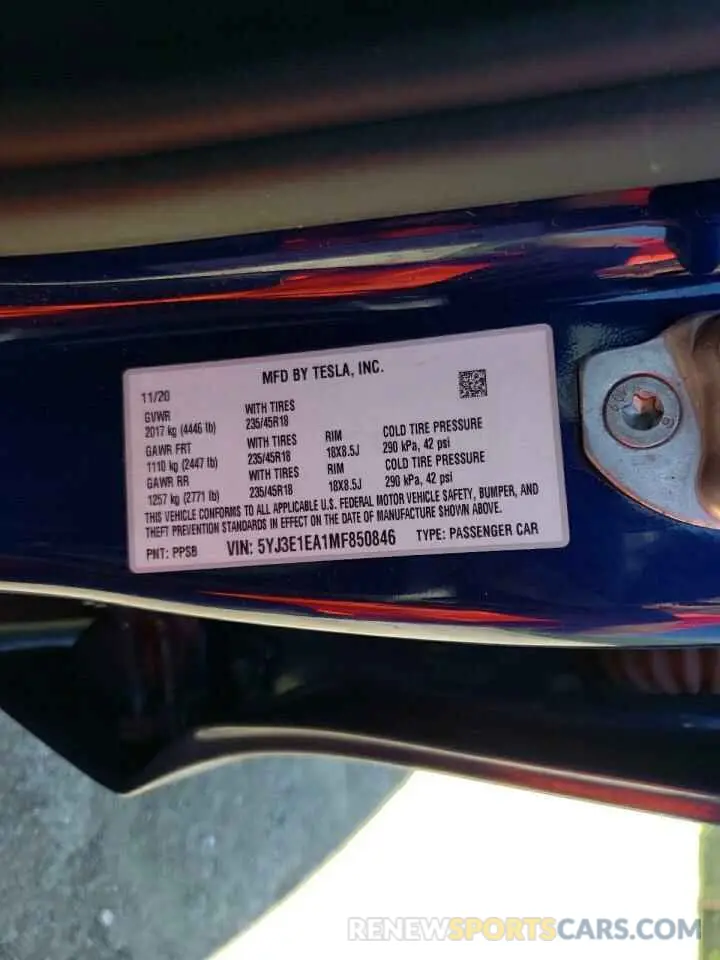 MFD BY TESLA, INC.
11/20
GVWR WITH TIRES
2017 kg (4446 lb) 235/45R18
GAWR FRT WITH TIRES RIM COLD TIRE PRESSURE
1110 kg (2447 lb) 235/45R18 18X8.5J 290 kPa, 42 psi
GAWR RR WITH TIRES RIM COLD TIRE PRESSURE
1257 kg (2771 lb) 235/45R18 18X8.5J 290 kPa, 42 psi
THIS VEHICLE CONFORMS TO ALL APPLICABLE U.S. FEDERAL MOTOR VEHICLE SAFETY, BUMPER, AND
THEFT PREVENTION STANDARDS IN EFFECT ON THE DATE OF MANUFACTURE SHOWN ABOVE.
PNT: PPSB VIN: 5YJ3E1EA1MF850846 TYPE: PASSENGER CAR
RENEWSPORTSCARS.COM